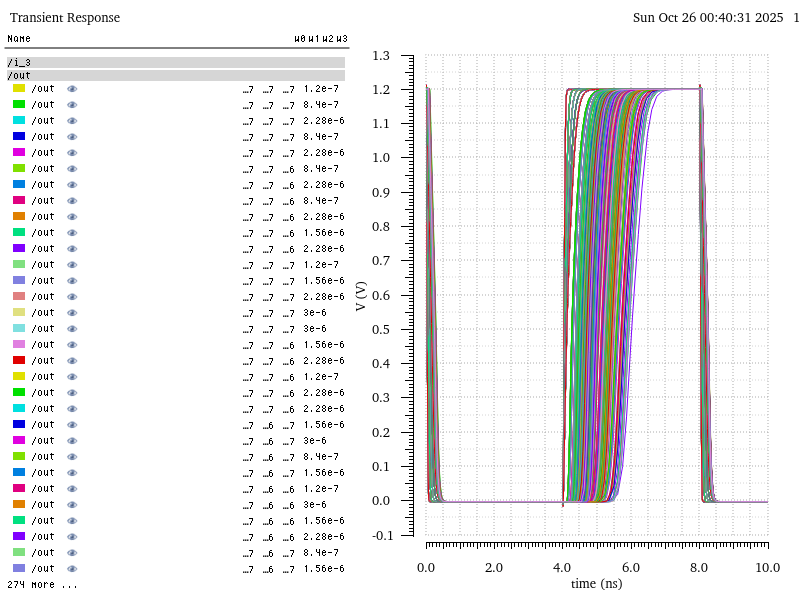 Transient Response
Sun Oct 26 00:40:31 2025 1
Name w0 w1 w2 w3
/i_3
/out
/out …7 …7 …7 1.2e-7
/out …7 …7 …7 8.4e-7
/out …7 …7 …7 2.28e-6
/out …7 …7 …7 8.4e-7
/out …7 …7 …7 2.28e-6
/out …7 …7 …6 8.4e-7
/out …7 …7 …6 2.28e-6
/out …7 …7 …6 8.4e-7
/out …7 …7 …6 2.28e-6
/out …7 …7 …6 1.56e-6
/out …7 …7 …6 2.28e-6
/out …7 …6 …7 1.2e-7
/out …7 …6 …7 1.56e-6
/out …7 …6 …7 2.28e-6
/out …7 …6 …7 3e-6
/out …7 …6 …7 3e-6
/out …7 …6 …7 1.56e-6
/out …7 …6 …7 2.28e-6
/out …7 …6 …6 1.2e-7
/out …7 …6 …6 2.28e-6
/out …7 …6 …6 2.28e-6
/out …7 …6 …6 1.56e-6
/out …7 …6 …7 3e-6
/out …7 …6 …7 8.4e-7
/out …7 …6 …7 1.56e-6
/out …7 …6 …7 1.2e-7
/out …7 …6 …7 3e-6
/out …7 …6 …7 1.56e-6
/out …7 …6 …7 2.28e-6
/out …7 …6 …7 8.4e-7
/out …7 …6 …7 1.56e-6
274 more ...
V (V)
1.3
1.2
1.1
1.0
0.9
0.8
0.7
0.6
0.5
0.4
0.3
0.2
0.1
0.0
-0.1
0.0 2.0 4.0 6.0 8.0 10.0
time (ns)